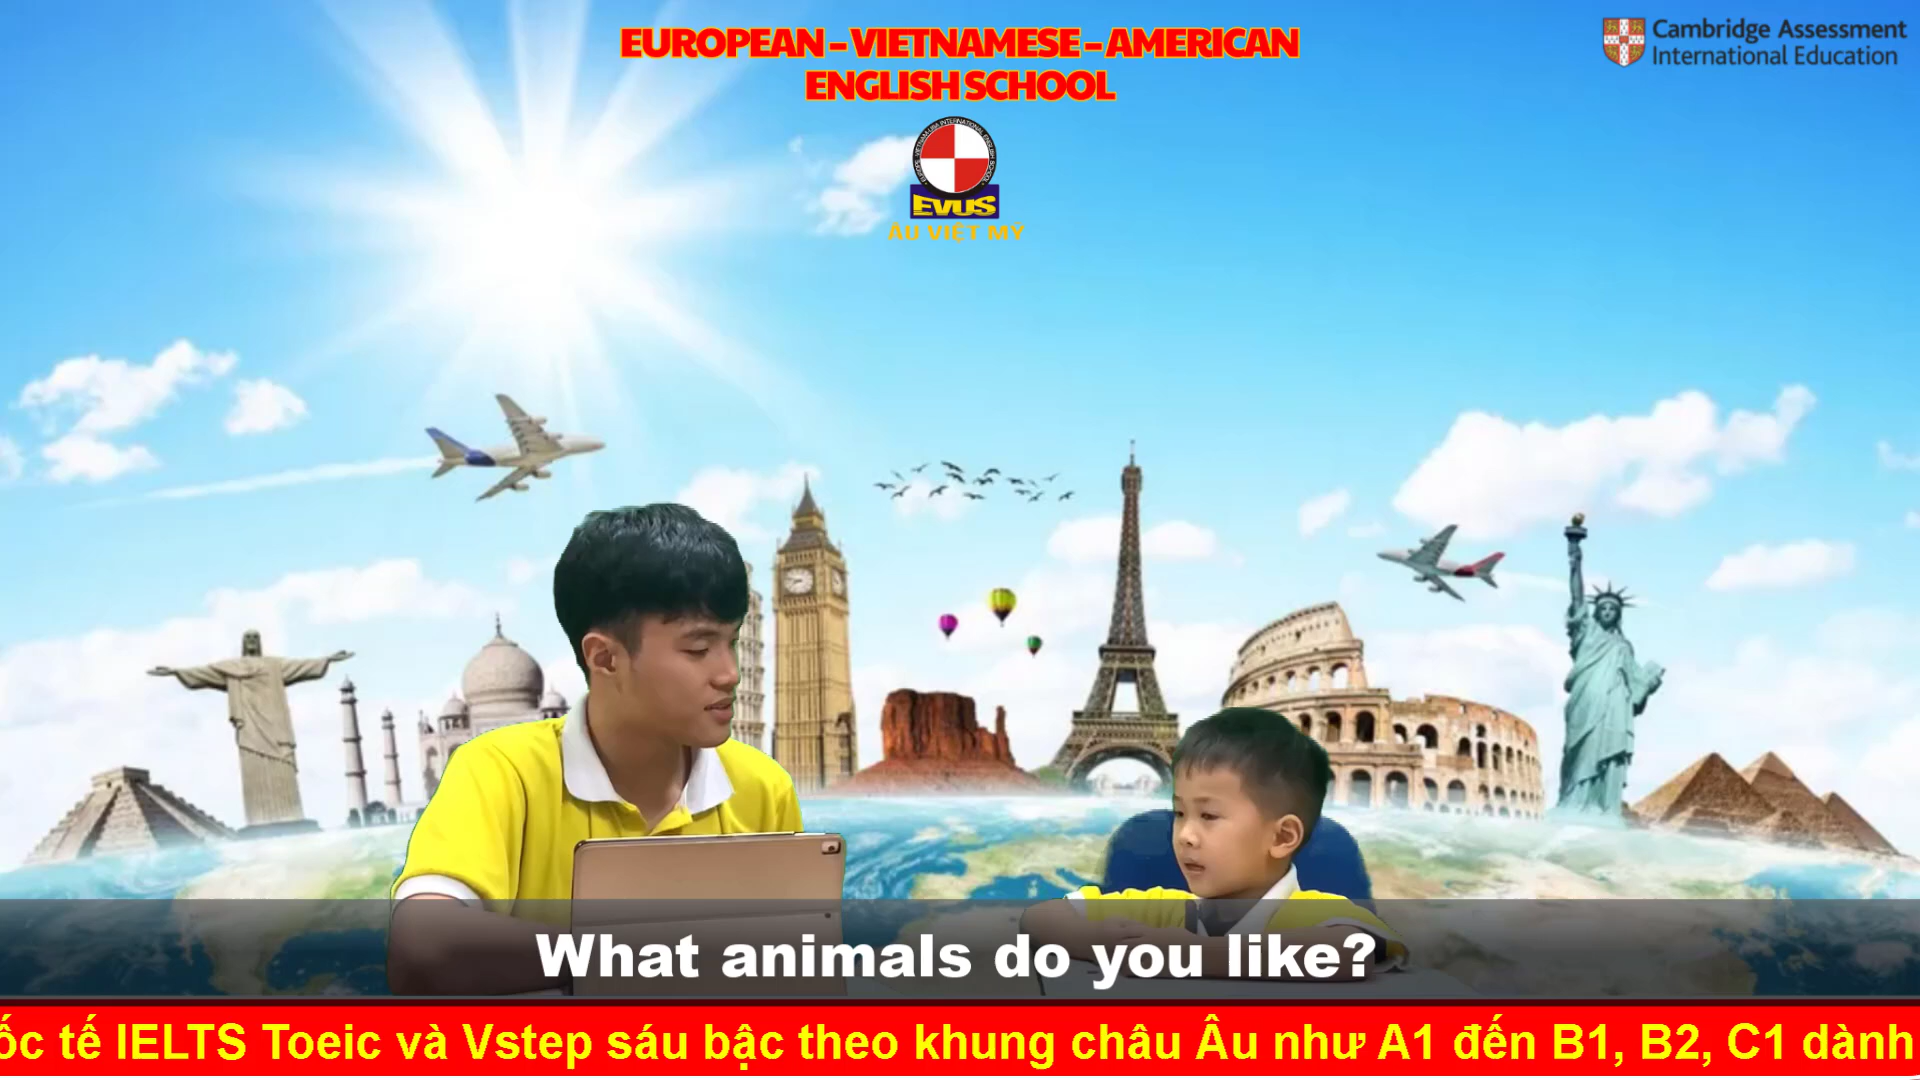 EUROPEAN - VIETNAMESE - AMERICAN
ENGLISH SCHOOL
Cambridge Assessment
International Education
EVUS
ÂU VIỆT MỸ
What animals do you like?
ốc tế IELTS Toeic và Vstep sáu bậc theo khung châu Âu như A1 đến B1, B2, C1 dành